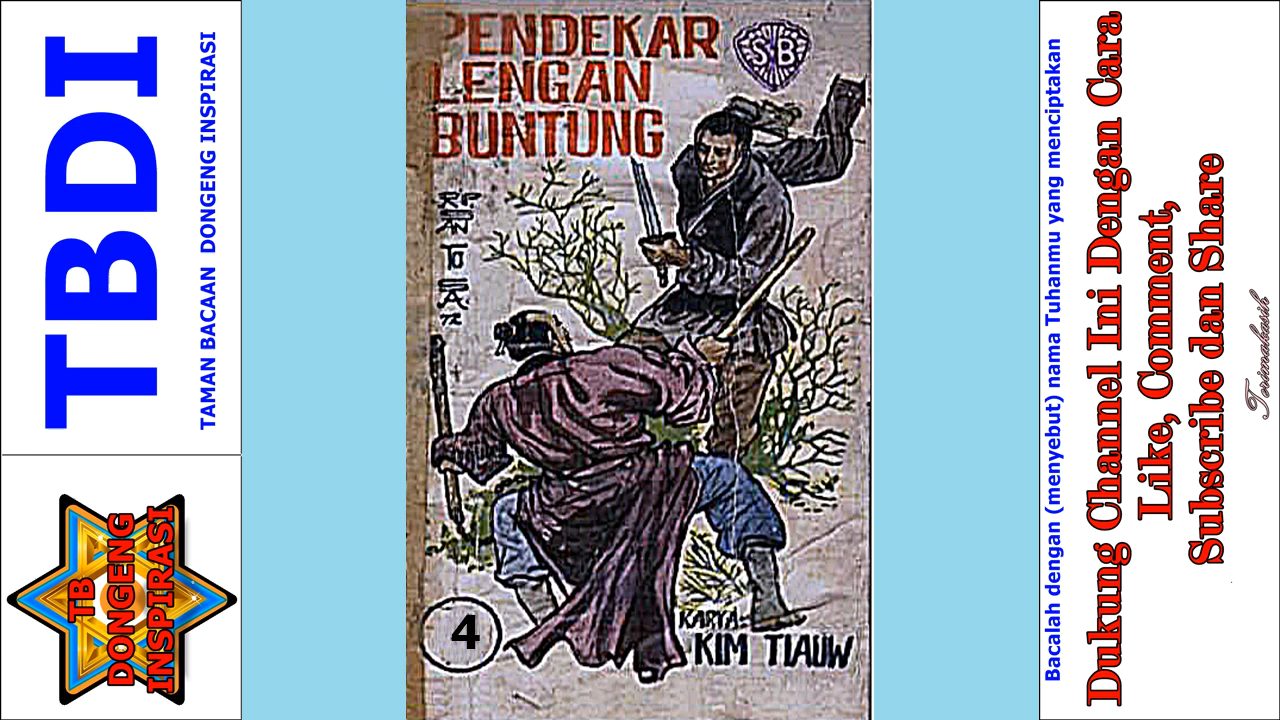 TBDI
TAMAN BACAAN DONGENG INSPIRASI
TB
DONGENG
INSPIRASI
PENDEKAR
LENGAN
BUNTUNG
SB
4
KARYA
KIM TIAUW
Bacalah dengan (menyebut) nama Tuhanmu yang menciptakan
Dukung Channel Ini Dengan Cara
Like, Comment,
Subscribe dan Share
Terimakasih